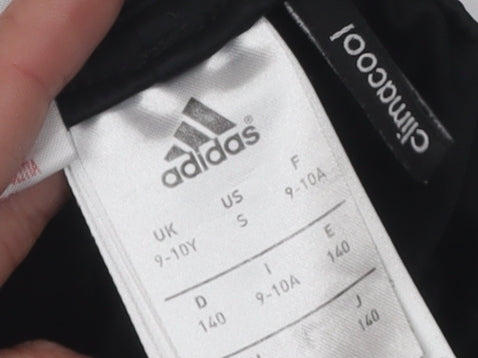 climacool
adidas®
UK US F
9-10Y S 9-10A
D I E
140 9-10A 140
J
140